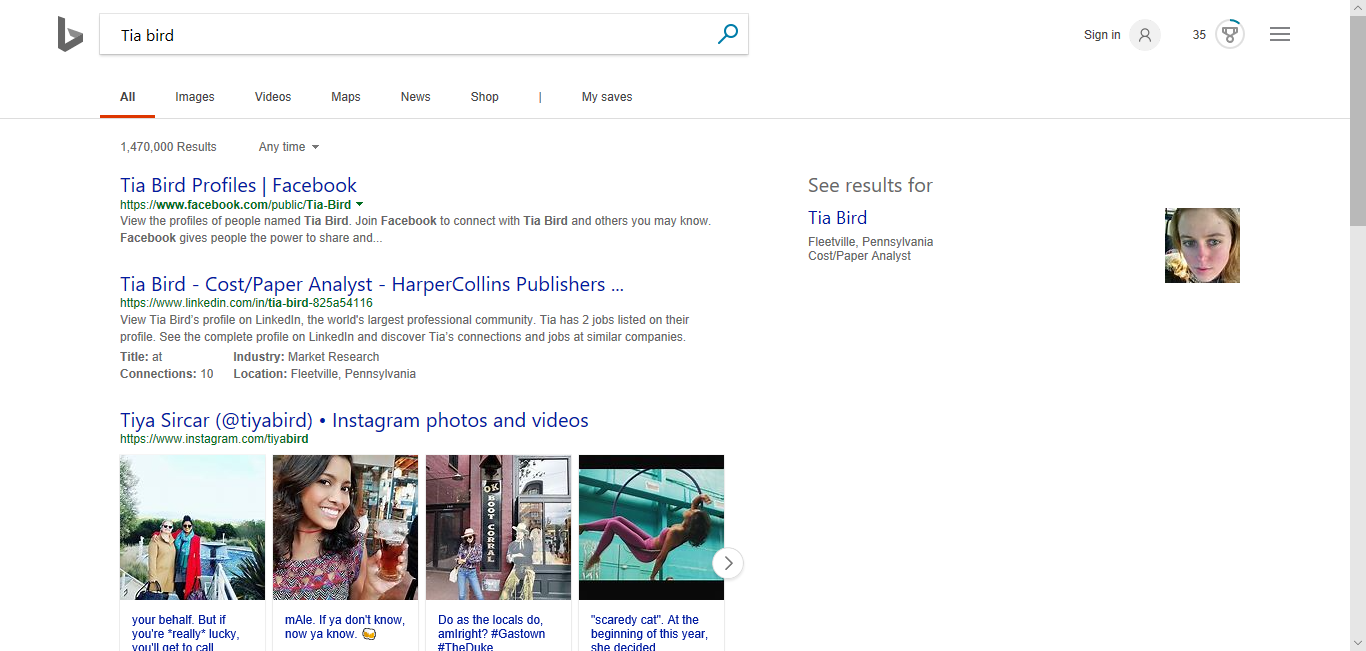 Tia bird
Sign in
35
All Images Videos Maps News Shop | My saves
1,470,000 Results Any time
Tia Bird Profiles | Facebook
https://www.facebook.com/public/Tia-Bird
View the profiles of people named Tia Bird. Join Facebook to connect with Tia Bird and others you may know.
Facebook gives people the power to share and...
Tia Bird - Cost/Paper Analyst - HarperCollins Publishers ...
https://www.linkedin.com/in/tia-bird-825a54116
View Tia Bird's profile on LinkedIn, the world's largest professional community. Tia has 2 jobs listed on their
profile. See the complete profile on LinkedIn and discover Tia's connections and jobs at similar companies.
Title: at Industry: Market Research
Connections: 10 Location: Fleetville, Pennsylvania
Tiya Sircar (@tiyabird) • Instagram photos and videos
https://www.instagram.com/tiyabird
OK
BOOT CORRAL
your behalf. But if
you're *really* lucky,
you'll get to call
mAle. If ya don't know,
now ya know. 🍻
Do as the locals do,
amIright? #Gastown
#TheDuke
"scaredy cat". At the
beginning of this year,
she decided
See results for
Tia Bird
Fleetville, Pennsylvania
Cost/Paper Analyst